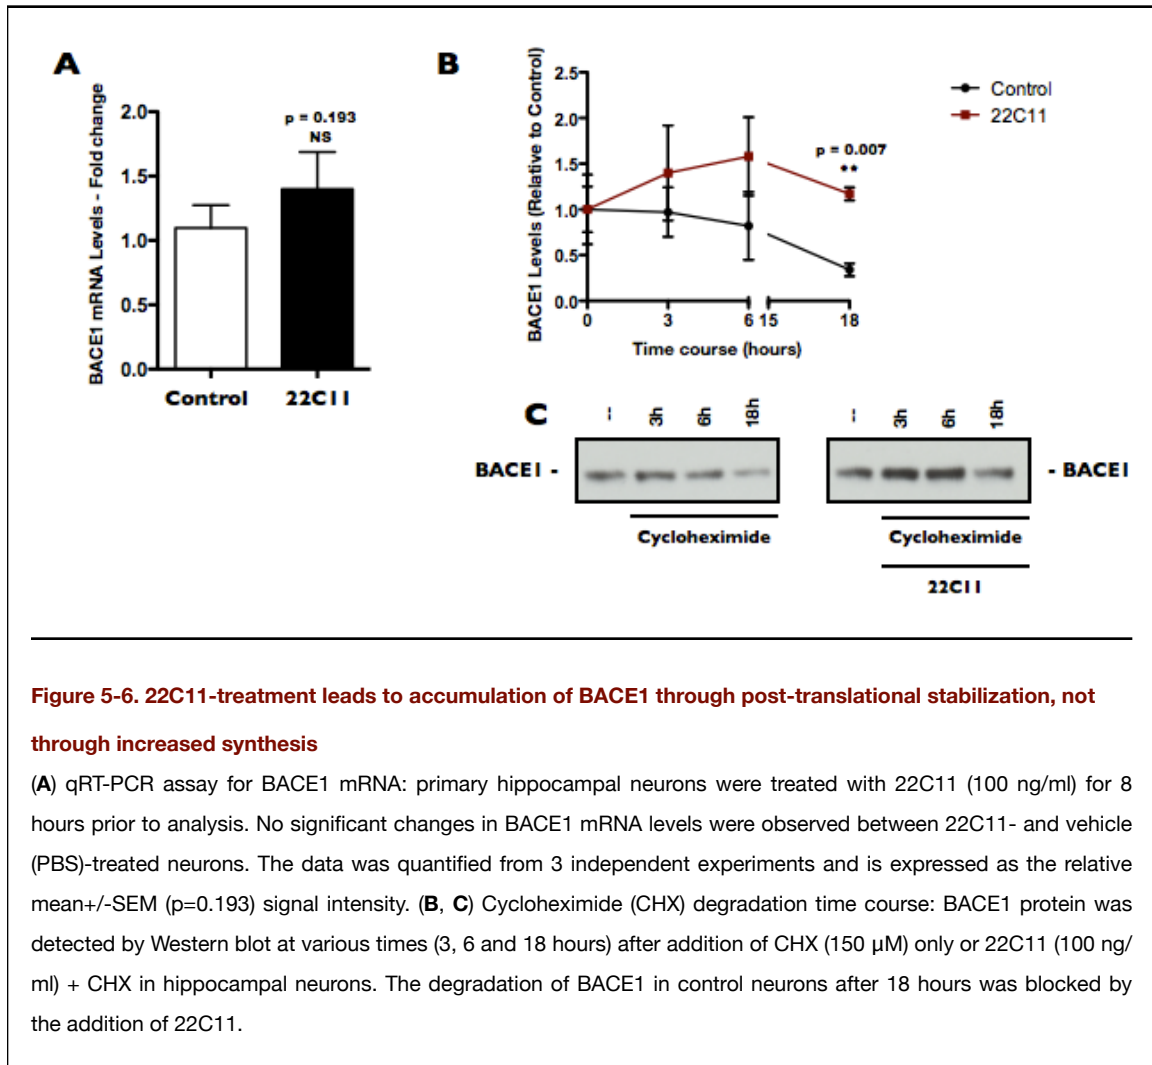 A
BACE1 mRNA Levels - Fold change
2.0
1.5
1.0
0.5
0.0
p = 0.193
NS
Control
22C11
B
BACE1 Levels (Relative to Control)
2.5
2.0
1.5
1.0
0.5
0.0
0
3
6
15
18
Time course (hours)
Control
22C11
p = 0.007
**
C
--
3h
6h
18h
--
3h
6h
18h
BACE1 -
- BACE1
Cycloheximide
Cycloheximide
22C11
Figure 5-6. 22C11-treatment leads to accumulation of BACE1 through post-translational stabilization, not
through increased synthesis
(A) qRT-PCR assay for BACE1 mRNA: primary hippocampal neurons were treated with 22C11 (100 ng/ml) for 8
hours prior to analysis. No significant changes in BACE1 mRNA levels were observed between 22C11- and vehicle
(PBS)-treated neurons. The data was quantified from 3 independent experiments and is expressed as the relative
mean+/-SEM (p=0.193) signal intensity. (B, C) Cycloheximide (CHX) degradation time course: BACE1 protein was
detected by Western blot at various times (3, 6 and 18 hours) after addition of CHX (150 µM) only or 22C11 (100 ng/
ml) + CHX in hippocampal neurons. The degradation of BACE1 in control neurons after 18 hours was blocked by
the addition of 22C11.